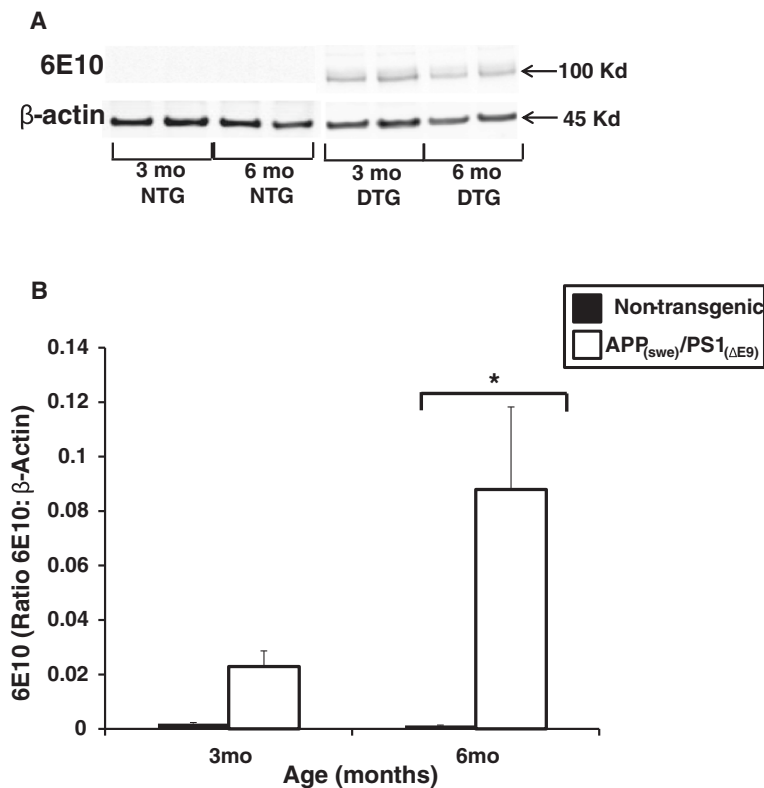 A
6E10
100 Kd
β-actin
45 Kd
3 mo NTG
6 mo NTG
3 mo DTG
6 mo DTG
B
Non-transgenic
APP(swe)/PS1(ΔE9)
0.14
0.12
0.1
0.08
0.06
0.04
0.02
0
*
6E10 (Ratio 6E10: β-Actin)
3mo
6mo
Age (months)